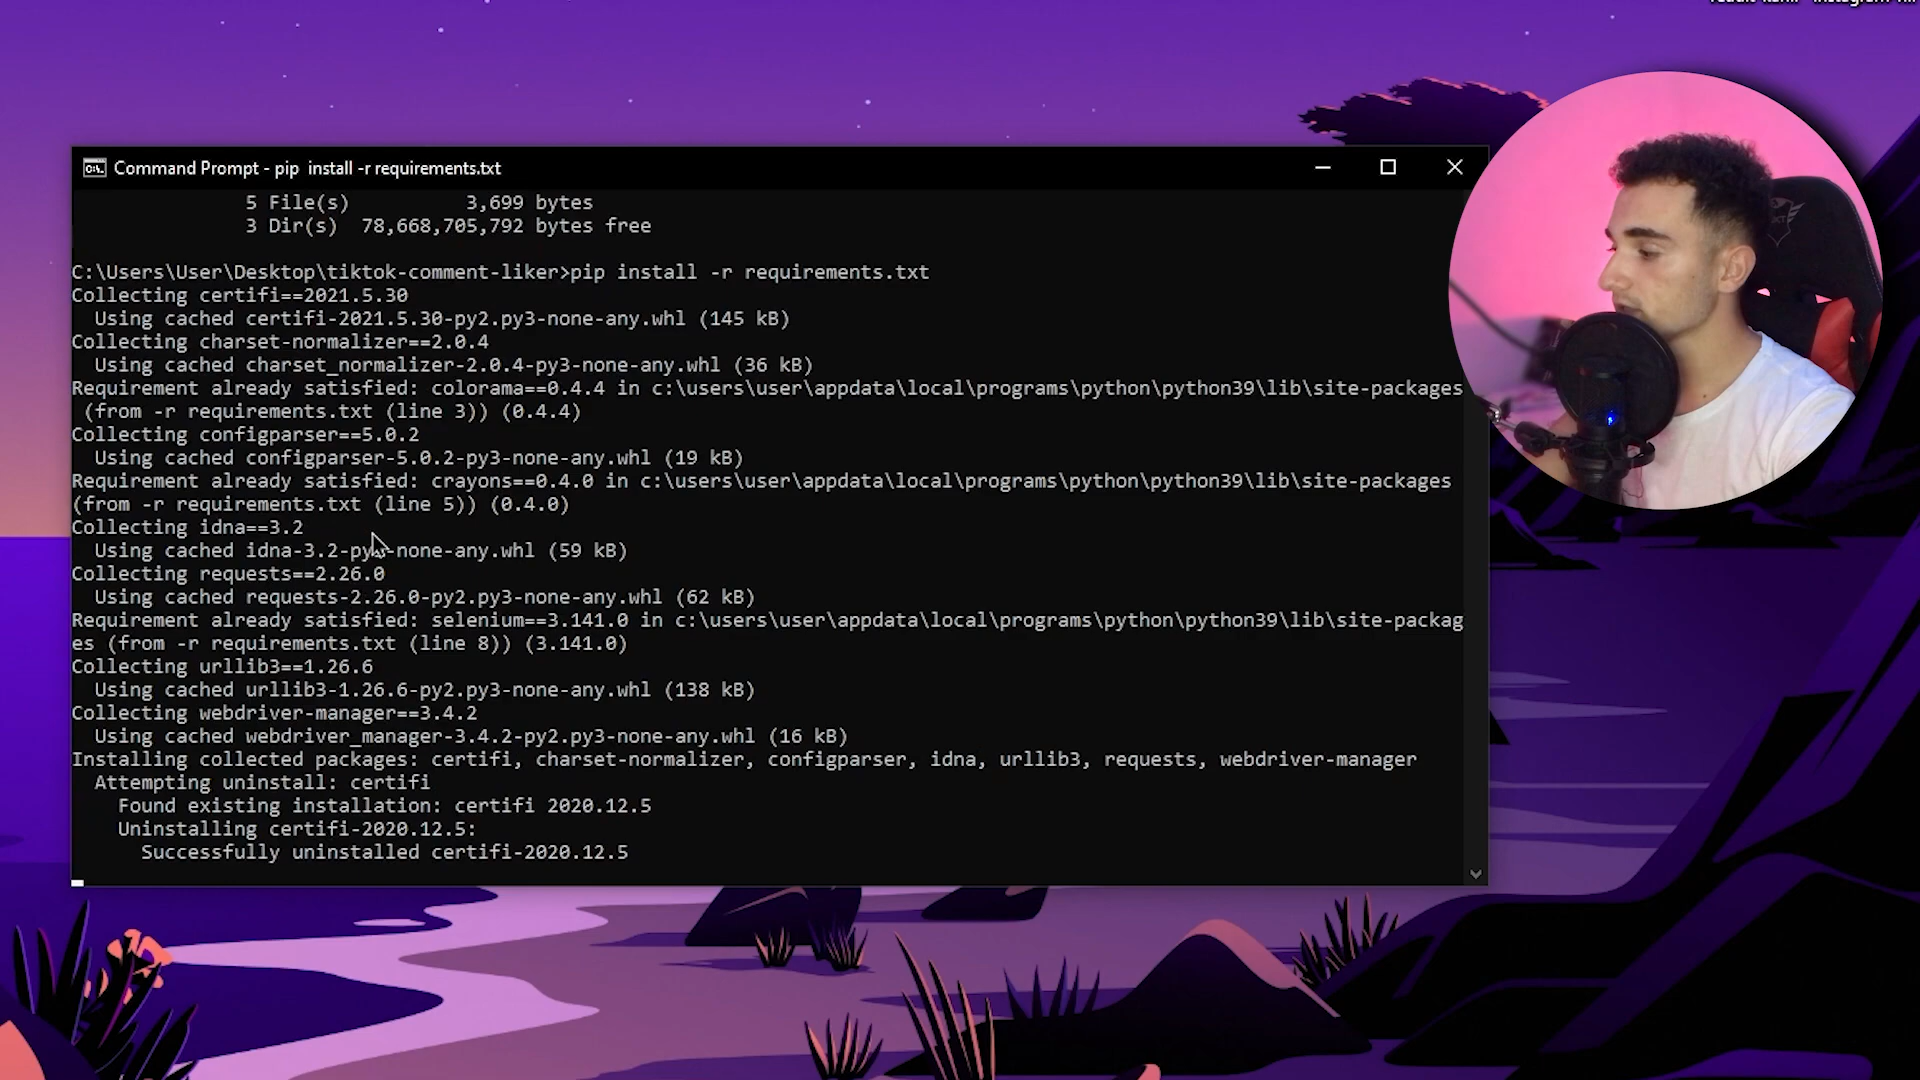 Command Prompt - pip  install -r requirements.txt
5 File(s)          3,699 bytes
3 Dir(s)  78,668,705,792 bytes free
C:\Users\User\Desktop\tiktok-comment-liker>pip install -r requirements.txt
Collecting certifi==2021.5.30
Using cached certifi-2021.5.30-py2.py3-none-any.whl (145 kB)
Collecting charset-normalizer==2.0.4
Using cached charset_normalizer-2.0.4-py3-none-any.whl (36 kB)
Requirement already satisfied: colorama==0.4.4 in c:\users\user\appdata\local\programs\python\python39\lib\site-packages
(from -r requirements.txt (line 3)) (0.4.4)
Collecting configparser==5.0.2
Using cached configparser-5.0.2-py3-none-any.whl (19 kB)
Requirement already satisfied: crayons==0.4.0 in c:\users\user\appdata\local\programs\python\python39\lib\site-packages
(from -r requirements.txt (line 5)) (0.4.0)
Collecting idna==3.2
Using cached idna-3.2-py3-none-any.whl (59 kB)
Collecting requests==2.26.0
Using cached requests-2.26.0-py2.py3-none-any.whl (62 kB)
Requirement already satisfied: selenium==3.141.0 in c:\users\user\appdata\local\programs\python\python39\lib\site-packag
es (from -r requirements.txt (line 8)) (3.141.0)
Collecting urllib3==1.26.6
Using cached urllib3-1.26.6-py2.py3-none-any.whl (138 kB)
Collecting webdriver-manager==3.4.2
Using cached webdriver_manager-3.4.2-py2.py3-none-any.whl (16 kB)
Installing collected packages: certifi, charset-normalizer, configparser, idna, urllib3, requests, webdriver-manager
Attempting uninstall: certifi
Found existing installation: certifi 2020.12.5
Uninstalling certifi-2020.12.5:
Successfully uninstalled certifi-2020.12.5